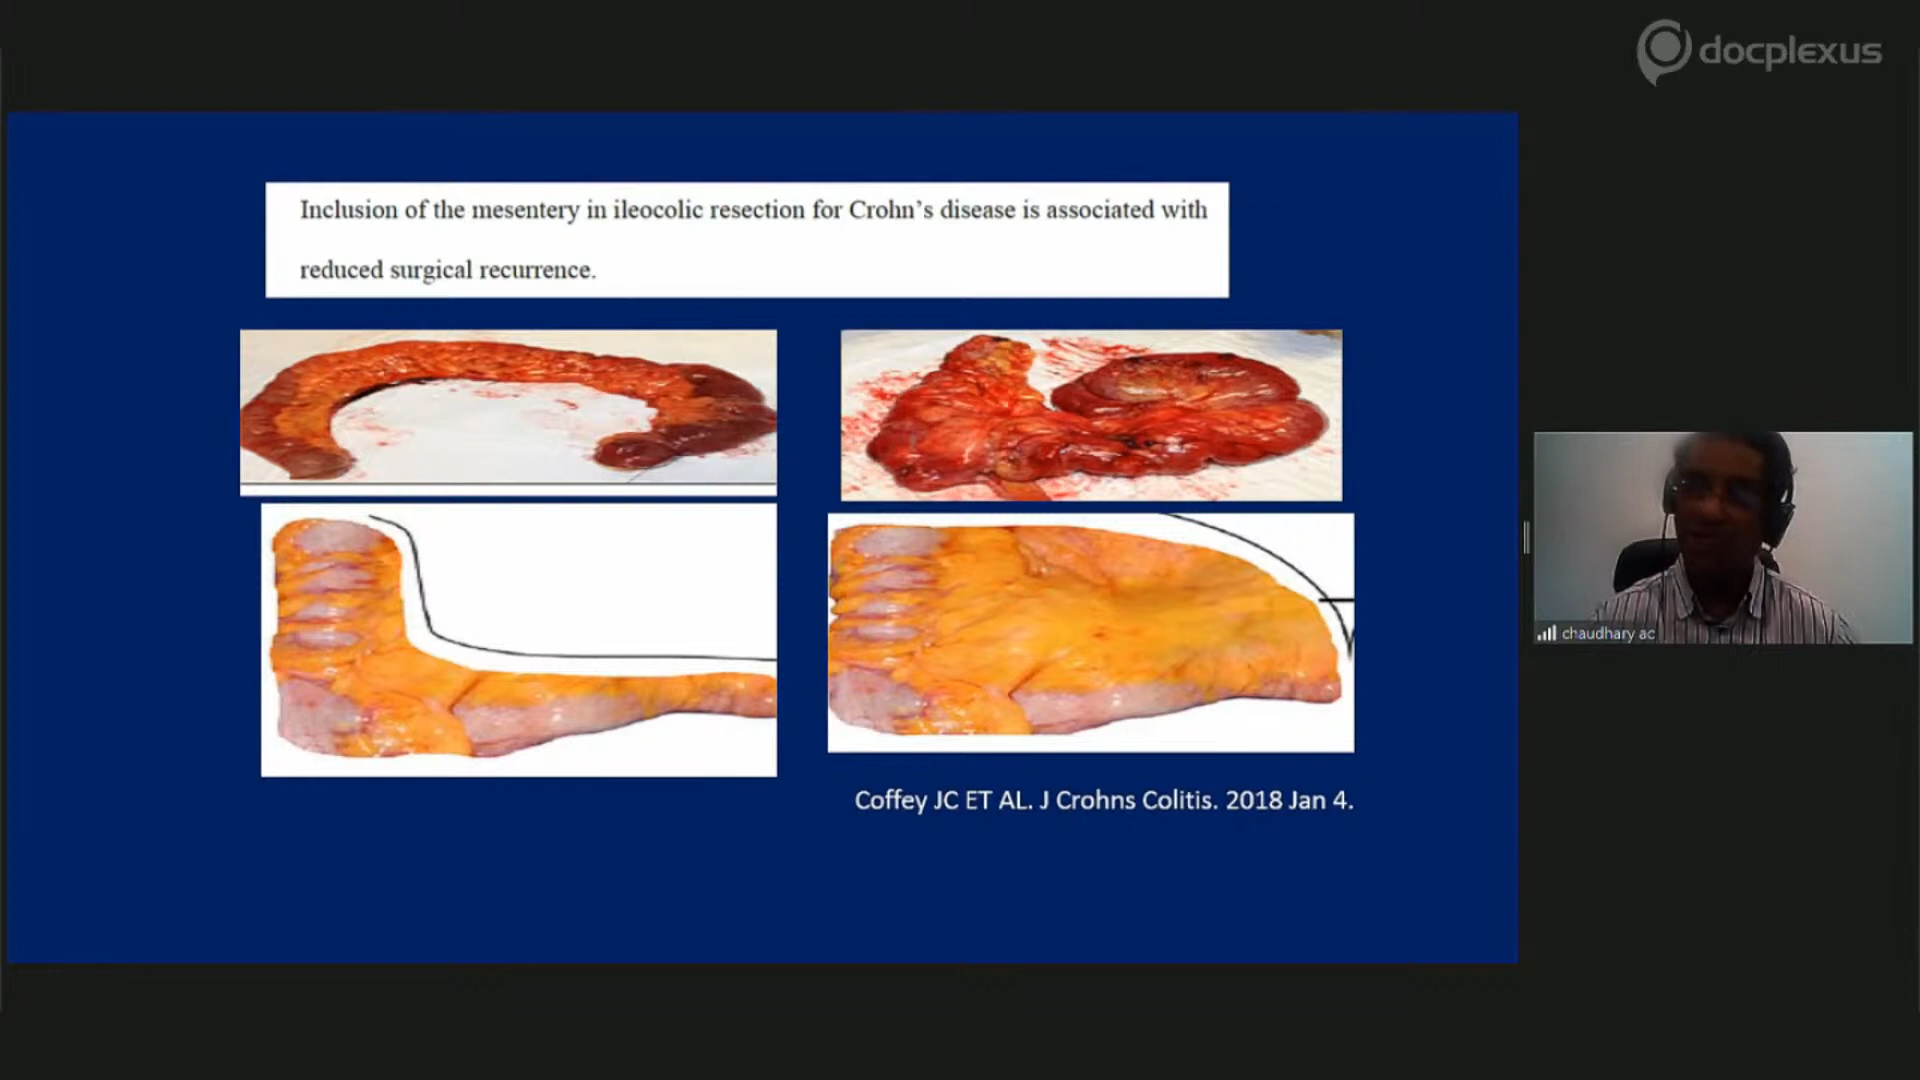 docplexus
Inclusion of the mesentery in ileocolic resection for Crohn’s disease is associated with
reduced surgical recurrence.
chaudhary ac
Coffey JC ET AL. J Crohns Colitis. 2018 Jan 4.